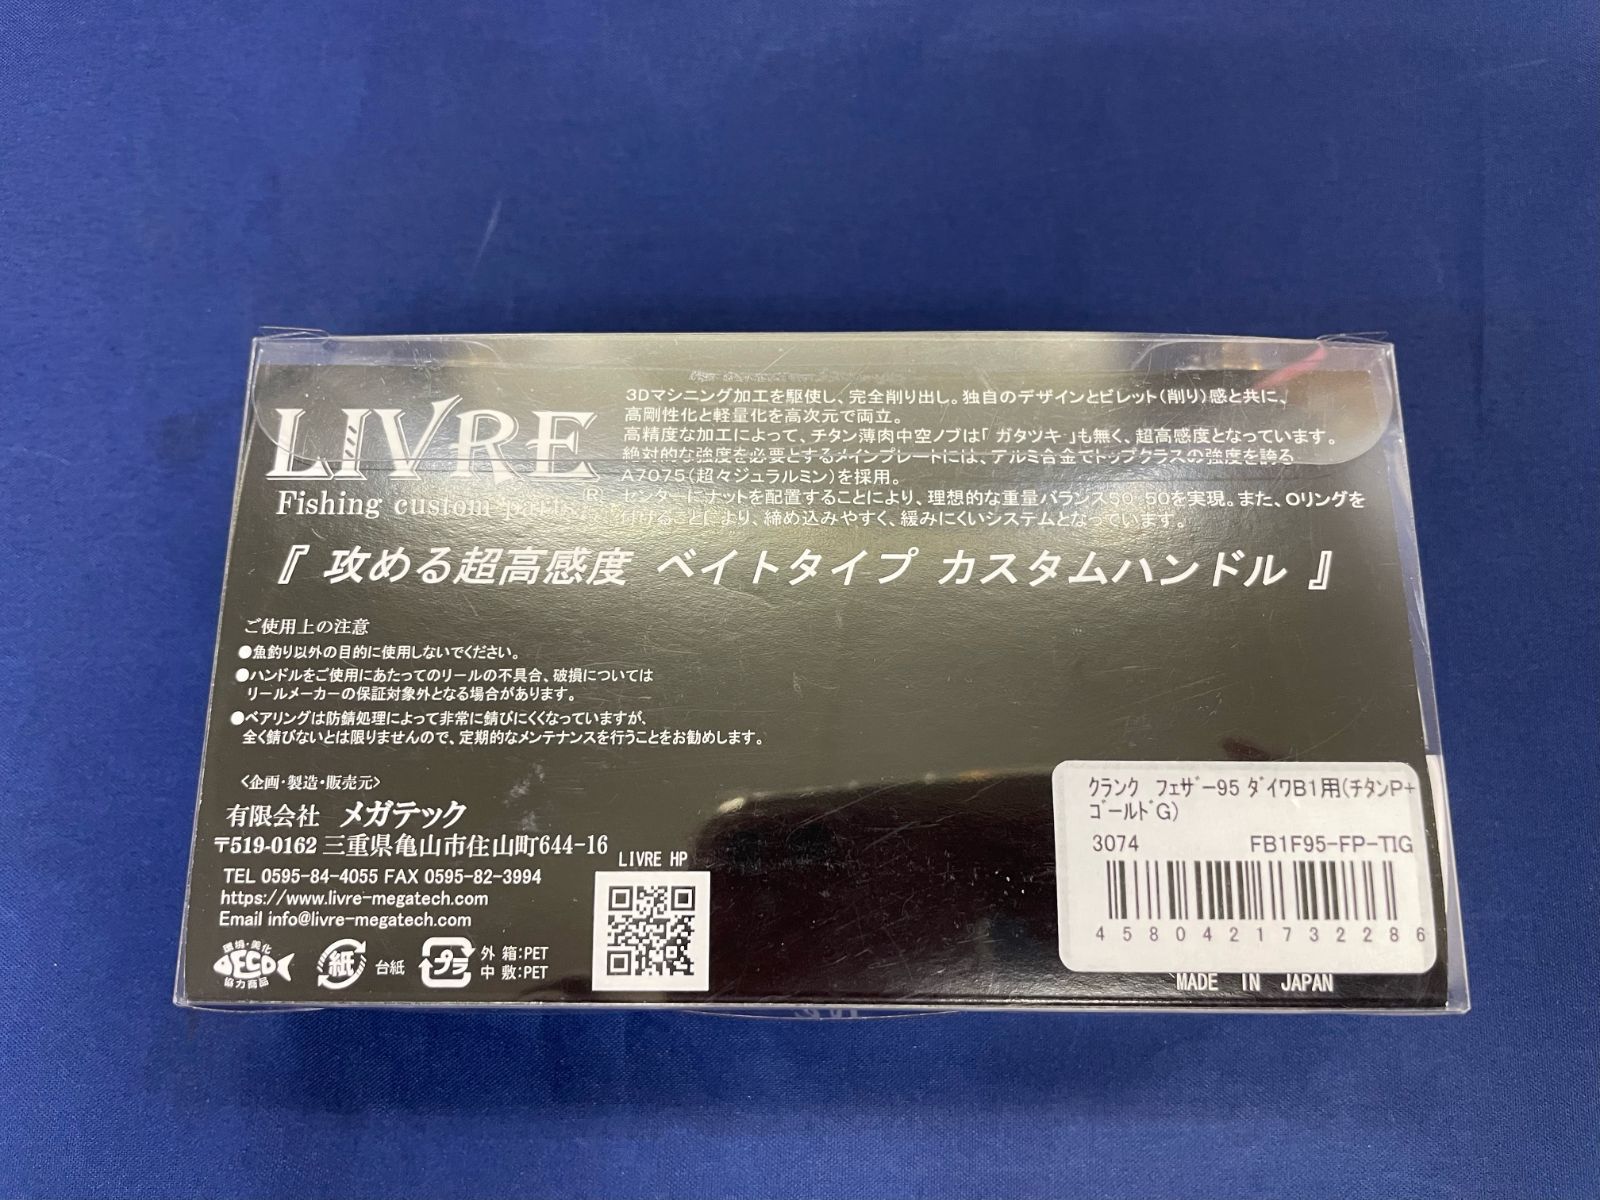 LIVRE
Fishing custom parts
®
3Dマシニング加工を駆使し、完全削り出し。独自のデザインとビレット(削り)感と共に、
高剛性化と軽量化を高次元で両立。
高精度な加工によって、チタン薄肉中空ノブは「ガタツキ」も無く、超高感度となっています。
絶対的な強度を必要とするメインプレートには、アルミ合金でトップクラスの強度を誇る
A7075(超々ジュラルミン)を採用。
センターにナットを配置することにより、理想的な重量バランス50:50を実現。また、Oリングを
付けることにより、締め込みやすく、緩みにくいシステムとなっています。
『 攻める超高感度 ベイトタイプ カスタムハンドル 』
ご使用上の注意
●魚釣り以外の目的に使用しないでください。
●ハンドルをご使用にあたってのリールの不具合、破損については
リールメーカーの保証対象外となる場合があります。
●ベアリングは防錆処理によって非常に錆びにくくなっていますが、
全く錆びないとは限りませんので、定期的なメンテナンスを行うことをお勧めします。
<企画・製造・販売元>
有限会社 メガテック
〒519-0162 三重県亀山市住山町644-16
TEL 0595-84-4055 FAX 0595-82-3994
https://www.livre-megatech.com
Email info@livre-megatech.com
LIVRE HP
環境・美化
ECO
協力商品
紙
台紙
プラ
外 箱:PET
中 敷:PET
クランク フェザー95 ダイワB1用(チタンP+
ゴールドG)
3074 FB1F95-FP-TIG
4580421732286
MADE IN JAPAN